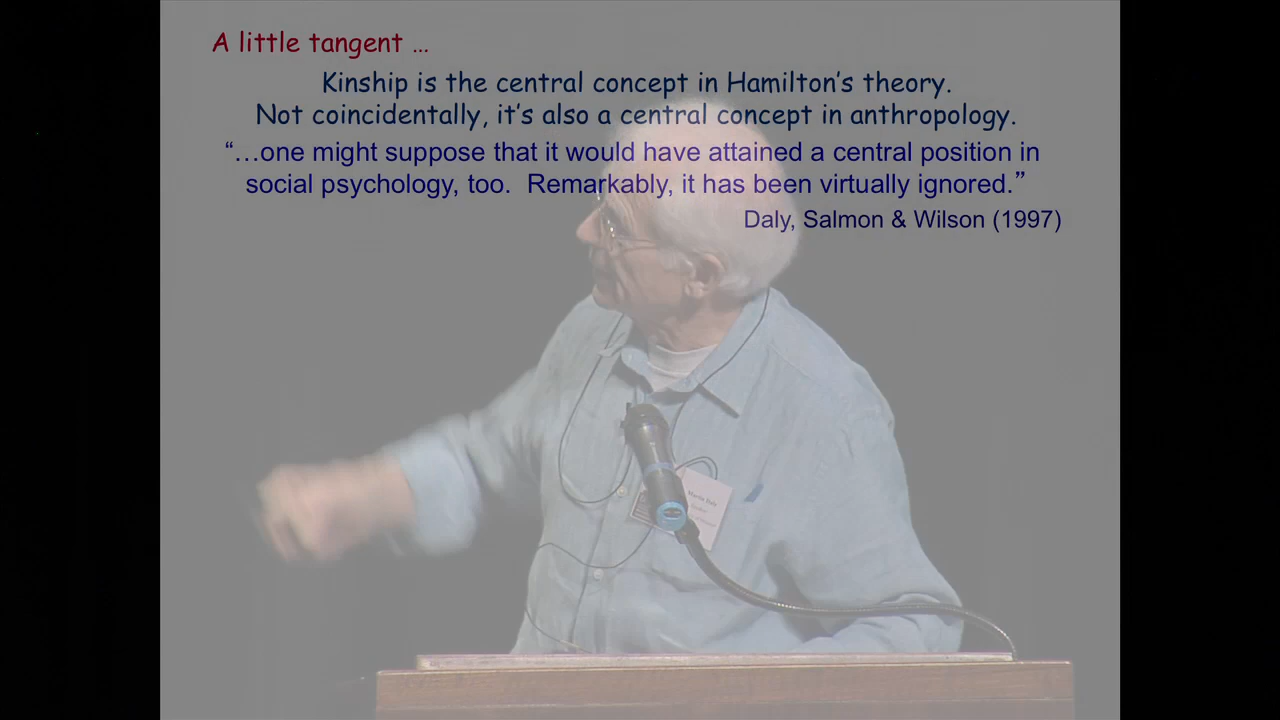 A little tangent …
Kinship is the central concept in Hamilton’s theory.
Not coincidentally, it’s also a central concept in anthropology.
“…one might suppose that it would have attained a central position in
social psychology, too.  Remarkably, it has been virtually ignored.”
Daly, Salmon & Wilson (1997)
Martin Daly